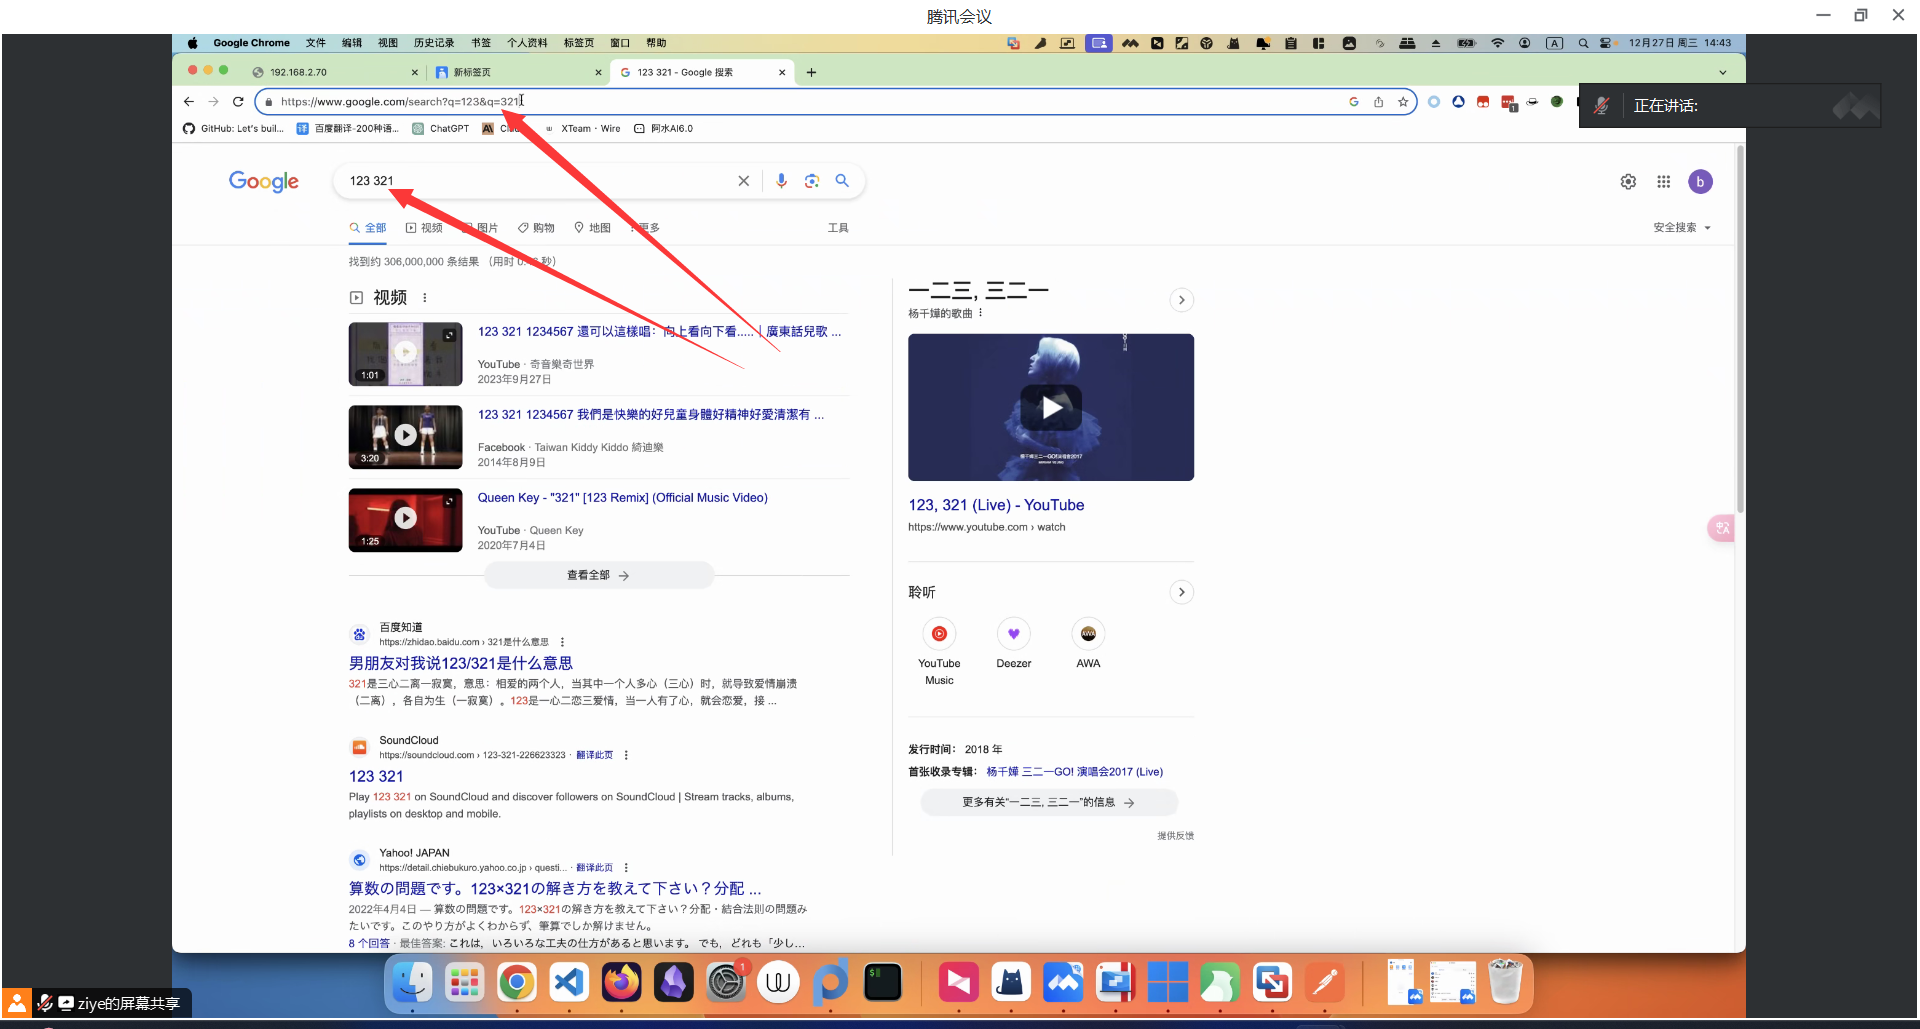 腾讯会议
Google Chrome 文件 编辑 视图 历史记录 书签 个人资料 标签页 窗口 帮助
A 12月27日 周三 14:43
192.168.2.70
新标签页
123 321 - Google 搜索
https://www.google.com/search?q=123&q=321
正在讲话:
GitHub: Let's buil... 百度翻译-200种语... ChatGPT XTeam · Wire 阿水AI6.0
Google
123 321
b
全部 视频 图片 购物 地图 更多 工具 安全搜索
找到约 306,000,000 条结果 (用时 秒)
视频
123 321 1234567 還可以這樣唱：向上看向下看.....｜廣東話兒歌 ...
YouTube · 奇音樂奇世界
2023年9月27日
1:01
123 321 1234567 我們是快樂的好兒童身體好精神好愛清潔有 ...
Facebook · Taiwan Kiddy Kiddo 綺迪樂
2014年8月9日
3:20
Queen Key - "321" [123 Remix] (Official Music Video)
YouTube · Queen Key
2020年7月4日
1:25
查看全部
百度知道
https://zhidao.baidu.com › 321是什么意思
男朋友对我说123/321是什么意思
321是三心二离一寂寞，意思：相爱的两个人，当其中一个人多心（三心）时，就导致爱情崩溃
（二离），各自为生（一寂寞）。123是一心二恋三爱情，当一人有了心，就会恋爱，接 ...
SoundCloud
https://soundcloud.com › 123-321-226623323 · 翻译此页
123 321
Play 123 321 on SoundCloud and discover followers on SoundCloud | Stream tracks, albums,
playlists on desktop and mobile.
Yahoo! JAPAN
https://detail.chiebukuro.yahoo.co.jp › questi... · 翻译此页
算数の問題です。123×321の解き方を教えて下さい？分配 ...
2022年4月4日 — 算数の問題です。123×321の解き方を教えて下さい？分配・結合法則の問題み
たいです。このやり方がよくわからず、筆算でしか解けません。
8 个回答 · 最佳答案: これは，いろいろな工夫の仕方があると思います。 でも，どれも「少し...
一二三, 三二一
杨千嬅的歌曲
123, 321 (Live) - YouTube
https://www.youtube.com › watch
聆听
YouTube Music
Deezer
AWA
AWA
发行时间： 2018 年
首张收录专辑： 杨千嬅 三二一GO! 演唱会2017 (Live)
更多有关“一二三, 三二一”的信息
提供反馈
1
ziye的屏幕共享